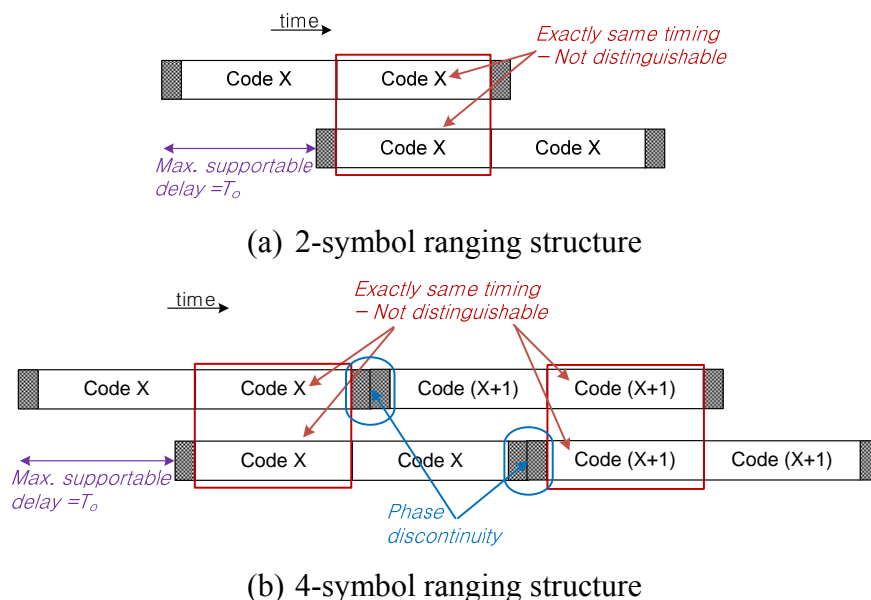 time
Exactly same timing
– Not distinguishable
Code X
Code X
Code X
Code X
Max. supportable
delay =To
(a) 2-symbol ranging structure
time
Exactly same timing
– Not distinguishable
Code X
Code X
Code (X+1)
Code (X+1)
Code X
Code X
Code (X+1)
Code (X+1)
Max. supportable
delay =To
Phase
discontinuity
(b) 4-symbol ranging structure